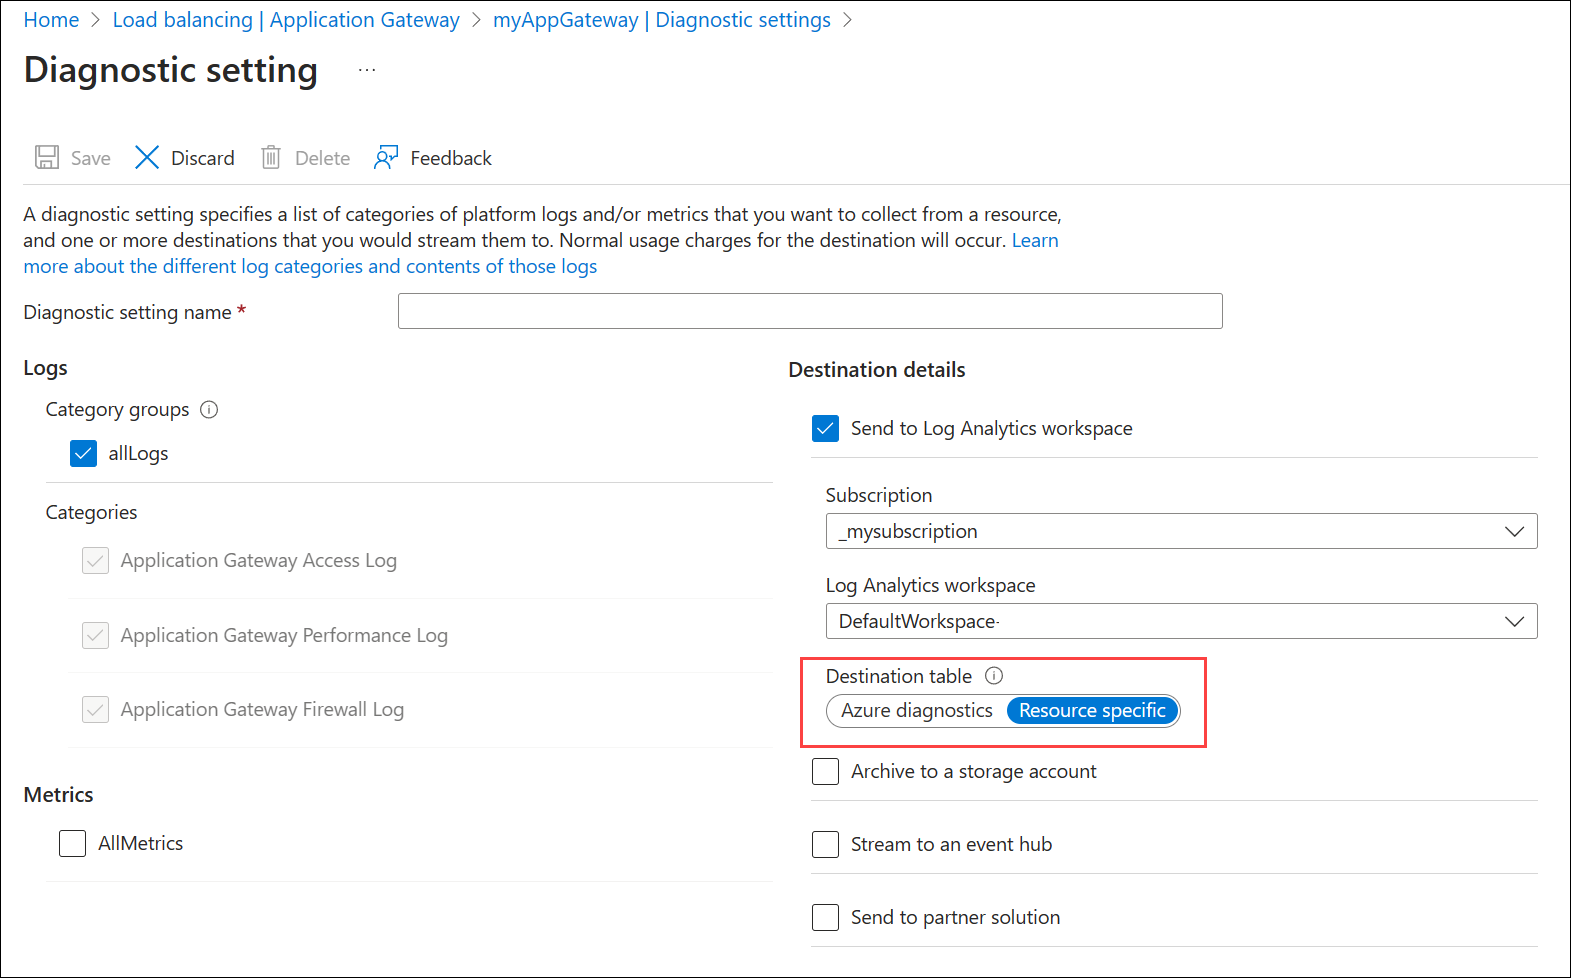 Home > Load balancing | Application Gateway > myAppGateway | Diagnostic settings >
Diagnostic setting ...
Save Discard Delete Feedback
A diagnostic setting specifies a list of categories of platform logs and/or metrics that you want to collect from a resource,
and one or more destinations that you would stream them to. Normal usage charges for the destination will occur. Learn
more about the different log categories and contents of those logs
Diagnostic setting name *
Logs
Category groups
allLogs
Categories
Application Gateway Access Log
Application Gateway Performance Log
Application Gateway Firewall Log
Metrics
AllMetrics
Destination details
Send to Log Analytics workspace
Subscription
_mysubscription
Log Analytics workspace
DefaultWorkspace-
Destination table
Azure diagnostics Resource specific
Archive to a storage account
Stream to an event hub
Send to partner solution